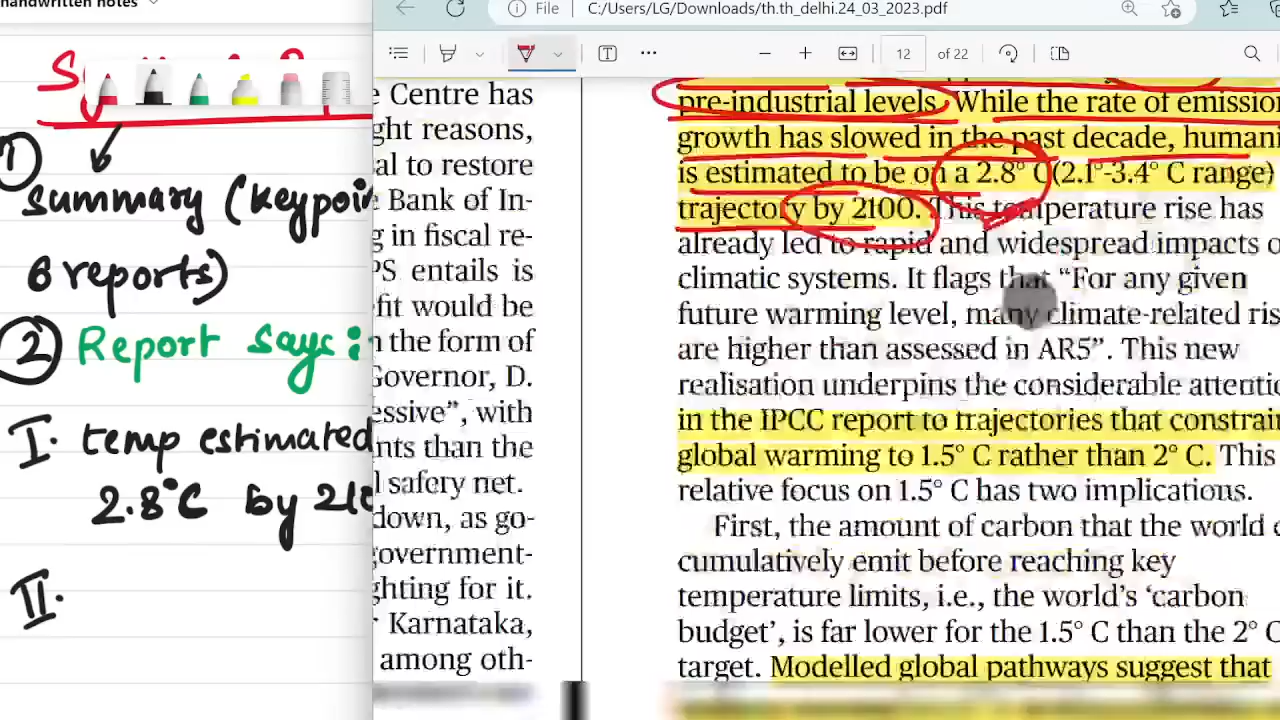 handwritten notes
File
C:/Users/LG/Downloads/th.th_delhi.24_03_2023.pdf
12
of 22
1
Summary (Keypoin
6 reports)
2 Report Says:
I. temp estimated
2.8°C by 210
II.
e Centre has
ght reasons,
al to restore
e Bank of In-
g in fiscal re-
PS entails is
efit would be
n the form of
Governor, D.
essive”, with
nts than the
l safery net.
down, as go-
government-
ghting for it.
r Karnataka,
among oth-
pre-industrial levels. While the rate of emission
growth has slowed in the past decade, humani
is estimated to be on a 2.8° C (2.1°-3.4° C range)
trajectory by 2100. This temperature rise has
already led to rapid and widespread impacts o
climatic systems. It flags that “For any given
future warming level, many climate-related ris
are higher than assessed in AR5”. This new
realisation underpins the considerable attenti
in the IPCC report to trajectories that constrain
global warming to 1.5° C rather than 2° C. This
relative focus on 1.5° C has two implications.
First, the amount of carbon that the world c
cumulatively emit before reaching key
temperature limits, i.e., the world’s ‘carbon
budget’, is far lower for the 1.5° C than the 2° C
target. Modelled global pathways suggest that